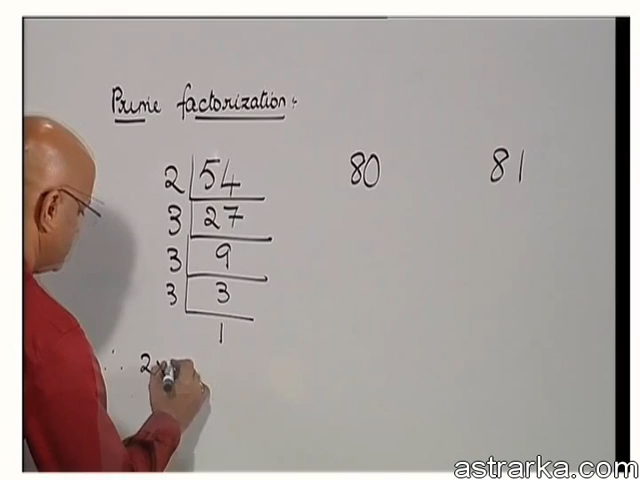 Prime factorization:
2 54 80 81
3 27
3 9
3 3
1
∴ 2 x
astrarka.com